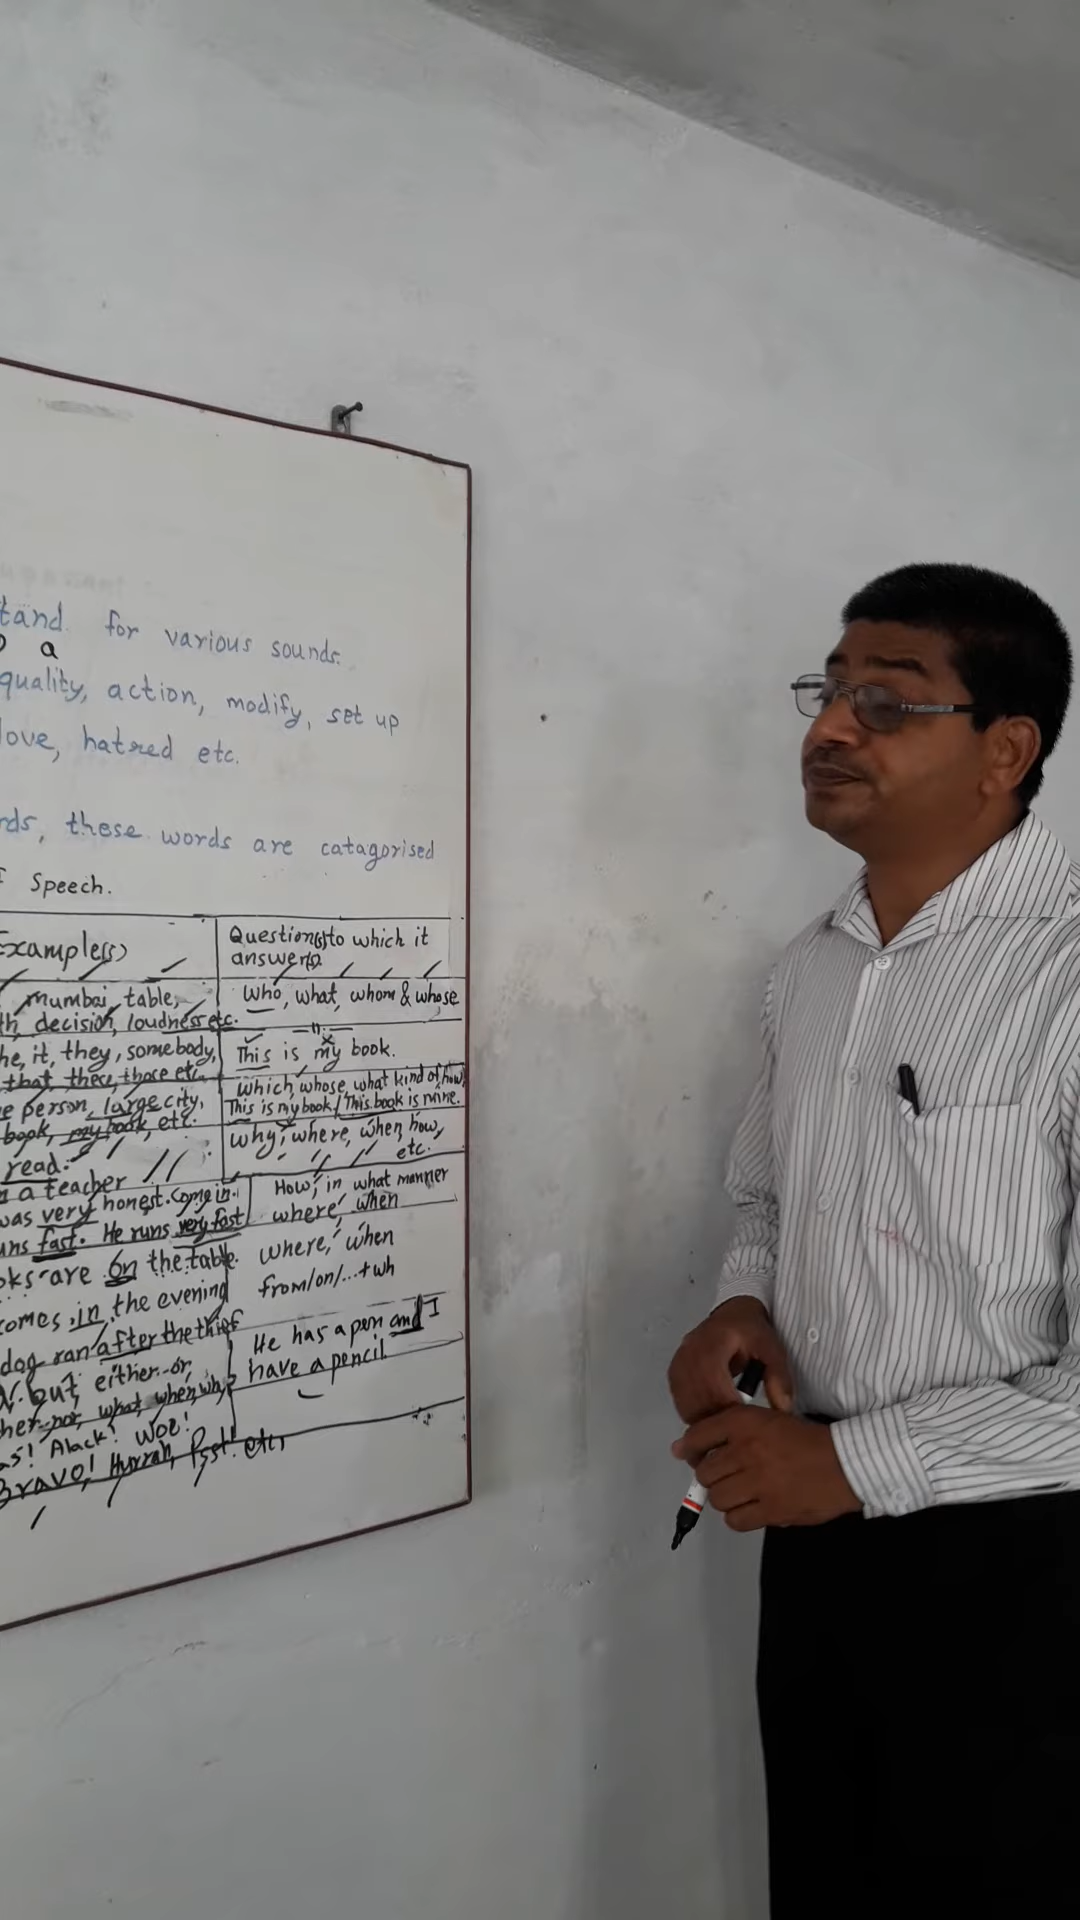 tand. for various sounds.
a
quality, action, modify, set up
love, hatred etc.
rds, these words are catagorised
Speech.
Example(s)
Question(s) to which it
answer(s)
mumbai, table,
th, decision, loudness etc.
who, what, whom & whose
he, it, they, somebody,
that, these, those etc.
This is my book.
person, large city,
book, my book, etc.
which, whose, what kind of, how,
This is my book / This book is mine.
read.
a teacher
why, where, when, how,
etc.
was very honest. Come in.
uns fast. He runs very fast
How, in what manner
where when
oks are on the table.
comes in the evening
dog ran after the thief
where, when
from/on/...+wh
but, either-or,
her-nor, what, when, why,
He has a pen and I
have a pencil
as! Alack! Woe!
Bravo! Hurrah, Psst! etc,